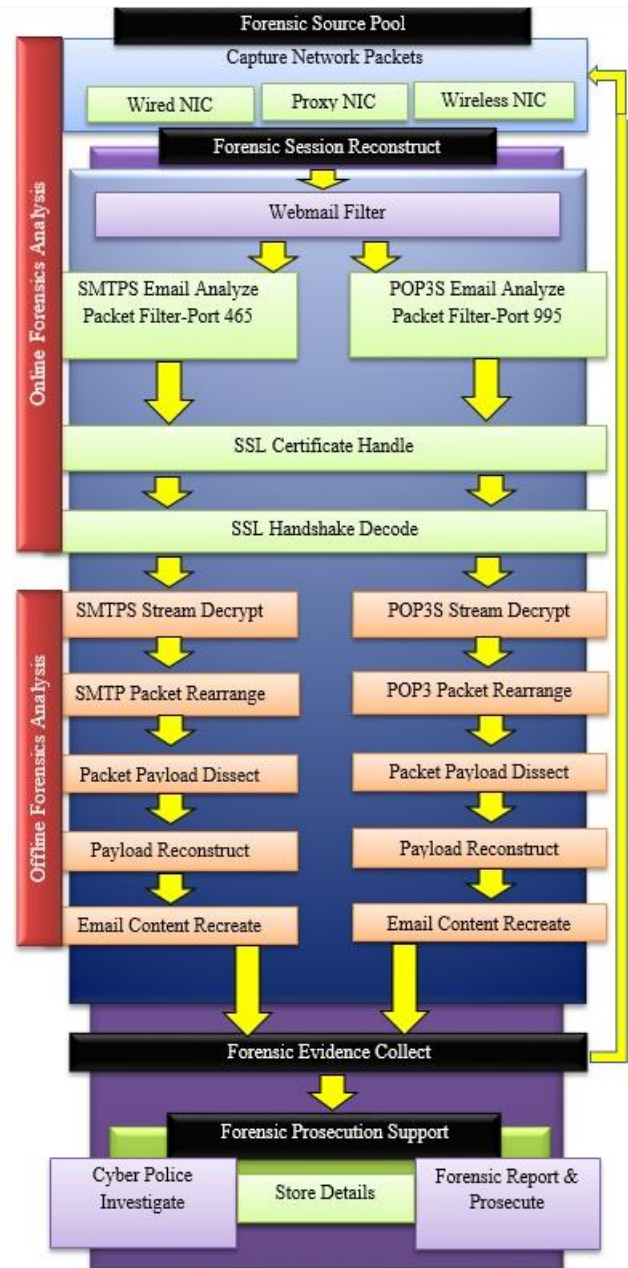 Forensic Source Pool
Capture Network Packets
Wired NIC
Proxy NIC
Wireless NIC
Forensic Session Reconstruct
Webmail Filter
SMTPS Email Analyze
Packet Filter-Port 465
POP3S Email Analyze
Packet Filter-Port 995
SSL Certificate Handle
SSL Handshake Decode
Online Forensics Analysis
SMTPS Stream Decrypt
POP3S Stream Decrypt
SMTP Packet Rearrange
POP3 Packet Rearrange
Packet Payload Dissect
Packet Payload Dissect
Payload Reconstruct
Payload Reconstruct
Email Content Recreate
Email Content Recreate
Offline Forensics Analysis
Forensic Evidence Collect
Forensic Prosecution Support
Cyber Police
Investigate
Store Details
Forensic Report &
Prosecute